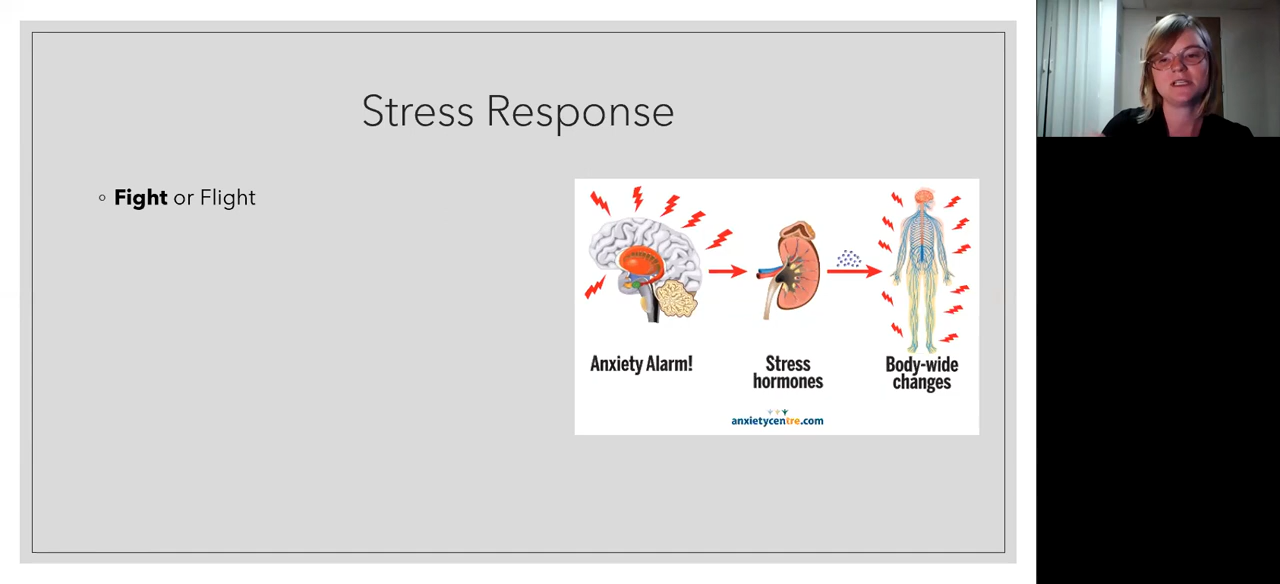 Stress Response
◦ Fight or Flight
Anxiety Alarm!
Stress
hormones
Body-wide
changes
anxietycentre.com